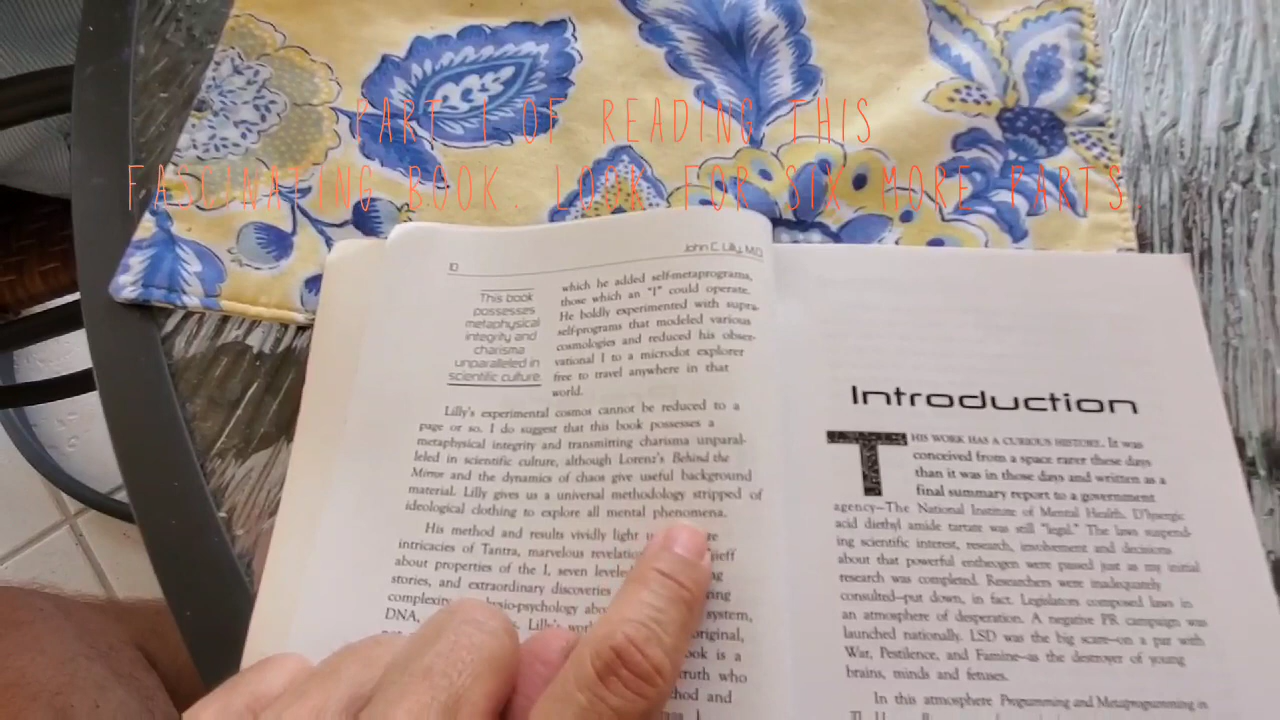 PART 1 OF READING THIS
FASCINATING BOOK. LOOK FOR SIX MORE PARTS.
10
John C. Lilly, M.D.
This book
possesses
metaphysical
integrity and
charisma
unparalleled in
scientific culture.
which he added self-metaprograms,
those which an "I" could operate.
He boldly experimented with supra-
self-programs that modeled various
cosmologies and reduced his obser-
vational I to a microdot explorer
free to travel anywhere in that
world.
Lilly's experimental cosmos cannot be reduced to a
page or so. I do suggest that this book possesses a
metaphysical integrity and transmitting charisma unparal-
leled in scientific culture, although Lorenz's Behind the
Mirror and the dynamics of chaos give useful background
material. Lilly gives us a universal methodology stripped of
ideological clothing to explore all mental phenomena.
His method and results vividly light
intricacies of Tantra, marvelous
about properties of the I, seven
stories, and extraordinary discoveries
complexity
system,
DNA,
Lilly's
original,
book is a
truth who
and
Introduction
THIS WORK HAS A CURIOUS HISTORY. It was
conceived from a space rarer these days
than it was in those days and written as a
final summary report to a government
agency—The National Institute of Mental Health. D'lysergic
acid diethyl amide tartate was still "legal." The laws suspend-
ing scientific interest, research, involvement and decisions
about that powerful entheogen were passed just as my initial
research was completed. Researchers were inadequately
consulted—put down, in fact. Legislators composed laws in
an atmosphere of desperation. A negative PR campaign was
launched nationally. LSD was the big scare—on a par with
War, Pestilence, and Famine—as the destroyer of young
brains, minds and fetuses.
In this atmosphere Programming and Metaprogramming in